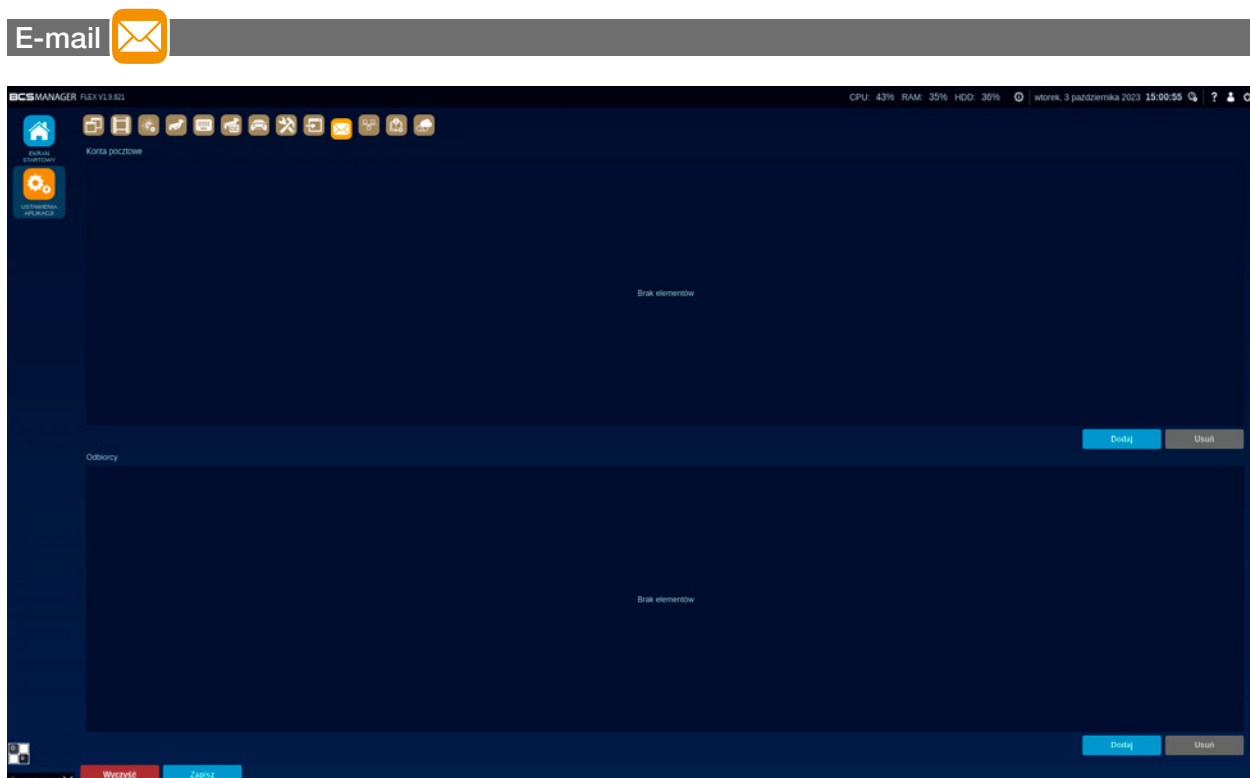 E-mail
BCSMANAGER FLEX V1.9.821
CPU: 43% RAM: 35% HDD: 36% wtorek, 3 października 2023 15:00:55 ?
EKRAN
STARTOWY
Konta pocztowe
USTAWIENIA
APLIKACJI
Brak elementów
Dodaj Usuń
Odbiorcy
Brak elementów
Dodaj Usuń
Wyczyść Zapisz